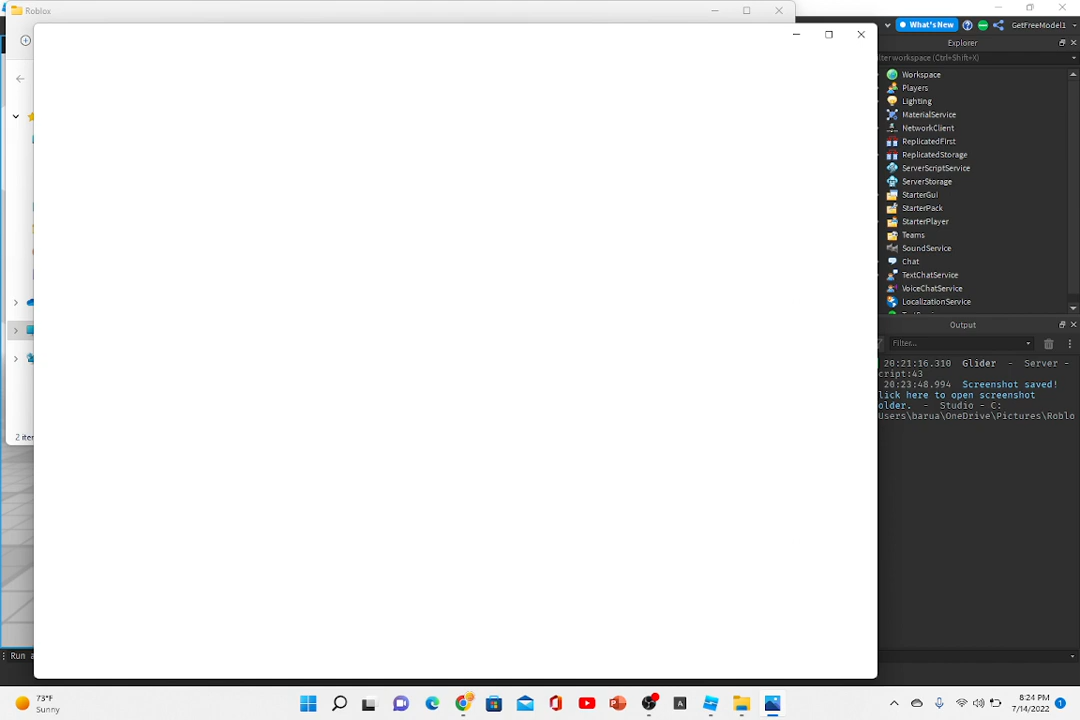 Roblox
What's New
GetFreeModel1
Explorer
lter workspace (Ctrl+Shift+X)
Workspace
Players
Lighting
MaterialService
NetworkClient
ReplicatedFirst
ReplicatedStorage
ServerScriptService
ServerStorage
StarterGui
StarterPack
StarterPlayer
Teams
SoundService
Chat
TextChatService
VoiceChatService
LocalizationService
Output
Filter...
20:21:16.310 Glider - Server -
cript:43
20:23:48.994 Screenshot saved!
lick here to open screenshot
older. - Studio - C:
Users\barua\OneDrive\Pictures\Roblo
2 iter
Run a
73°F
Sunny
A
8:24 PM
7/14/2022
1